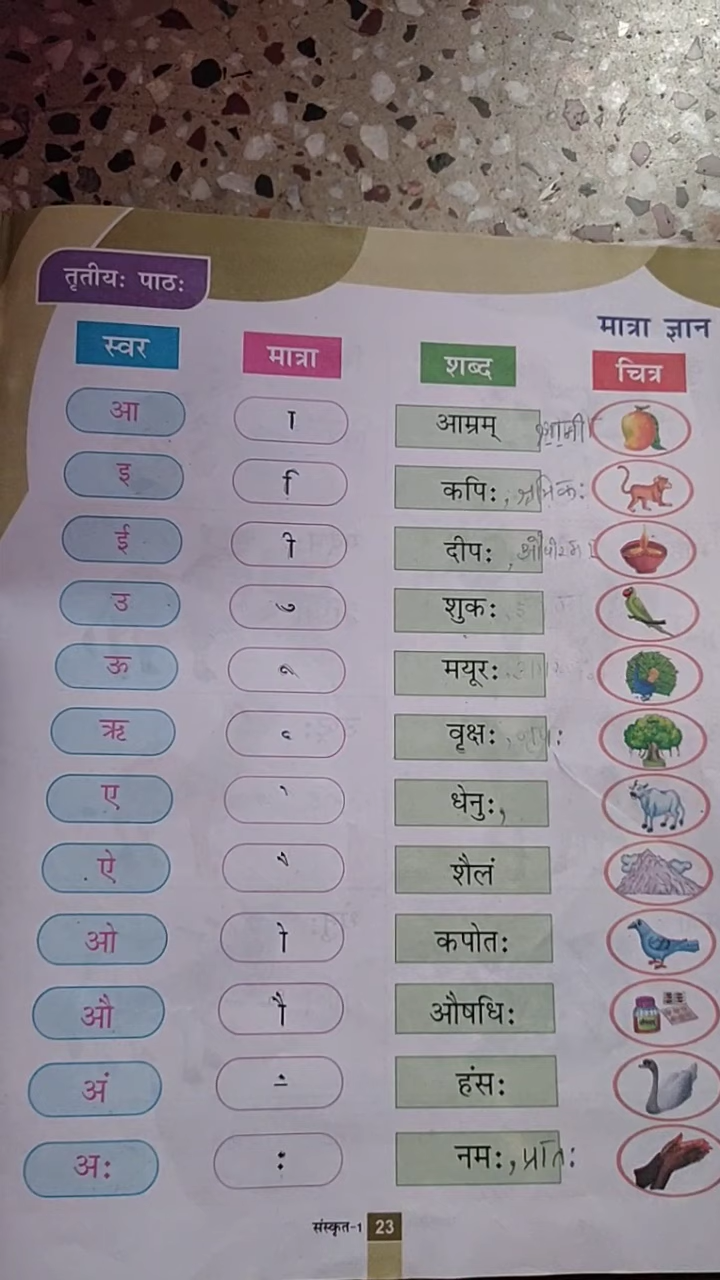 तृतीयः पाठः
मात्रा ज्ञान
स्वर मात्रा शब्द चित्र
आ ा आम्रम्
इ ि कपिः,
ई ी दीपः,
उ ु शुकः
ऊ ू मयूरः
ऋ ृ वृक्षः,
ए े धेनुः,
ऐ ै शैलं
ओ ो कपोतः
औ ौ औषधिः
अं ं हंसः
अः ः नमः, प्रातः
संस्कृत-1 23